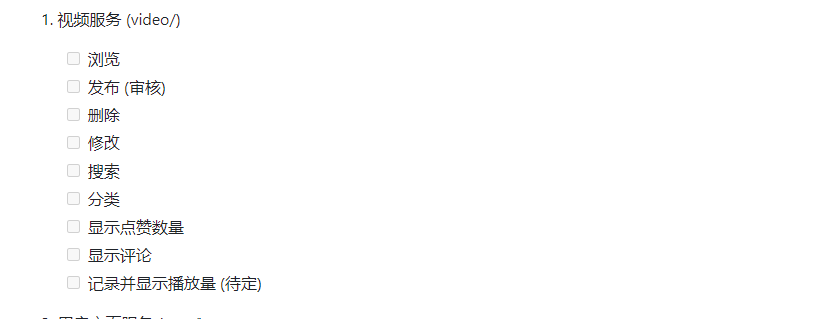 1. 视频服务 (video/)
浏览
发布 (审核)
删除
修改
搜索
分类
显示点赞数量
显示评论
记录并显示播放量 (待定)